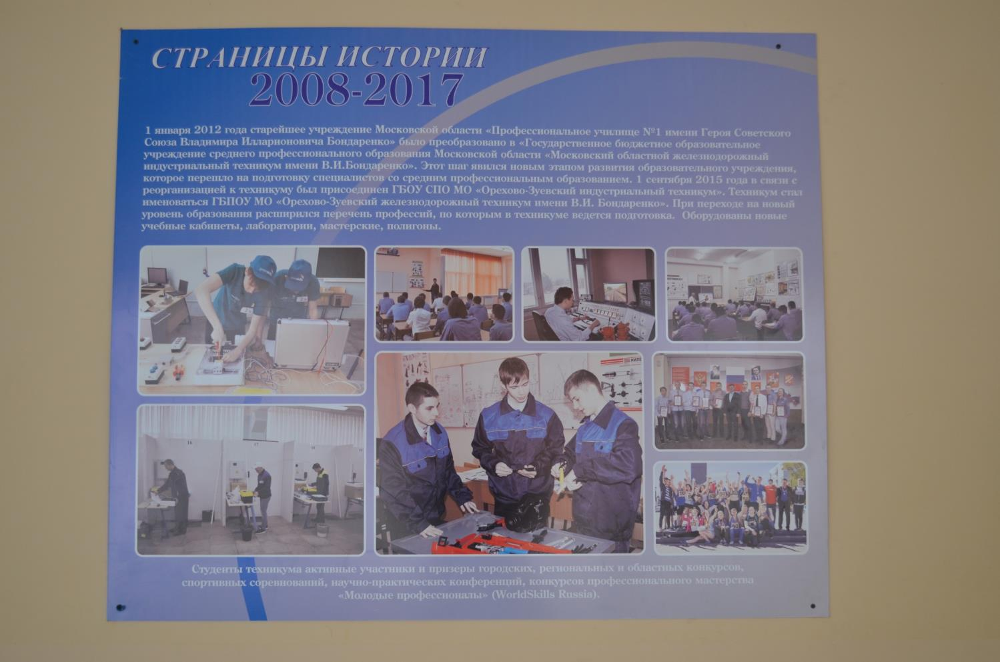 СТРАНИЦЫ ИСТОРИИ
2008-2017
1 января 2012 года старейшее учреждение Московской области «Профессиональное училище №1 имени Героя Советского
Союза Владимира Илларионовича Бондаренко» было преобразовано в «Государственное бюджетное образовательное
учреждение среднего профессионального образования Московской области «Московский областной железнодорожный
индустриальный техникум имени В.И.Бондаренко». Этот шаг явился новым этапом развития образовательного учреждения,
которое перешло на подготовку специалистов со средним профессиональным образованием. 1 сентября 2015 года в связи с
реорганизацией к техникуму был присоединен ГБОУ СПО МО «Орехово-Зуевский индустриальный техникум». Техникум стал
именоваться ГБПОУ МО «Орехово-Зуевский железнодорожный техникум имени В.И. Бондаренко». При переходе на новый
уровень образования расширился перечень профессий, по которым в техникуме ведется подготовка. Оборудованы новые
учебные кабинеты, лаборатории, мастерские, полигоны.
16
17
18
Студенты техникума активные участники и призеры городских, региональных и областных конкурсов,
спортивных соревнований, научно-практических конференций, конкурсов профессионального мастерства
«Молодые профессионалы» (WorldSkills Russia).